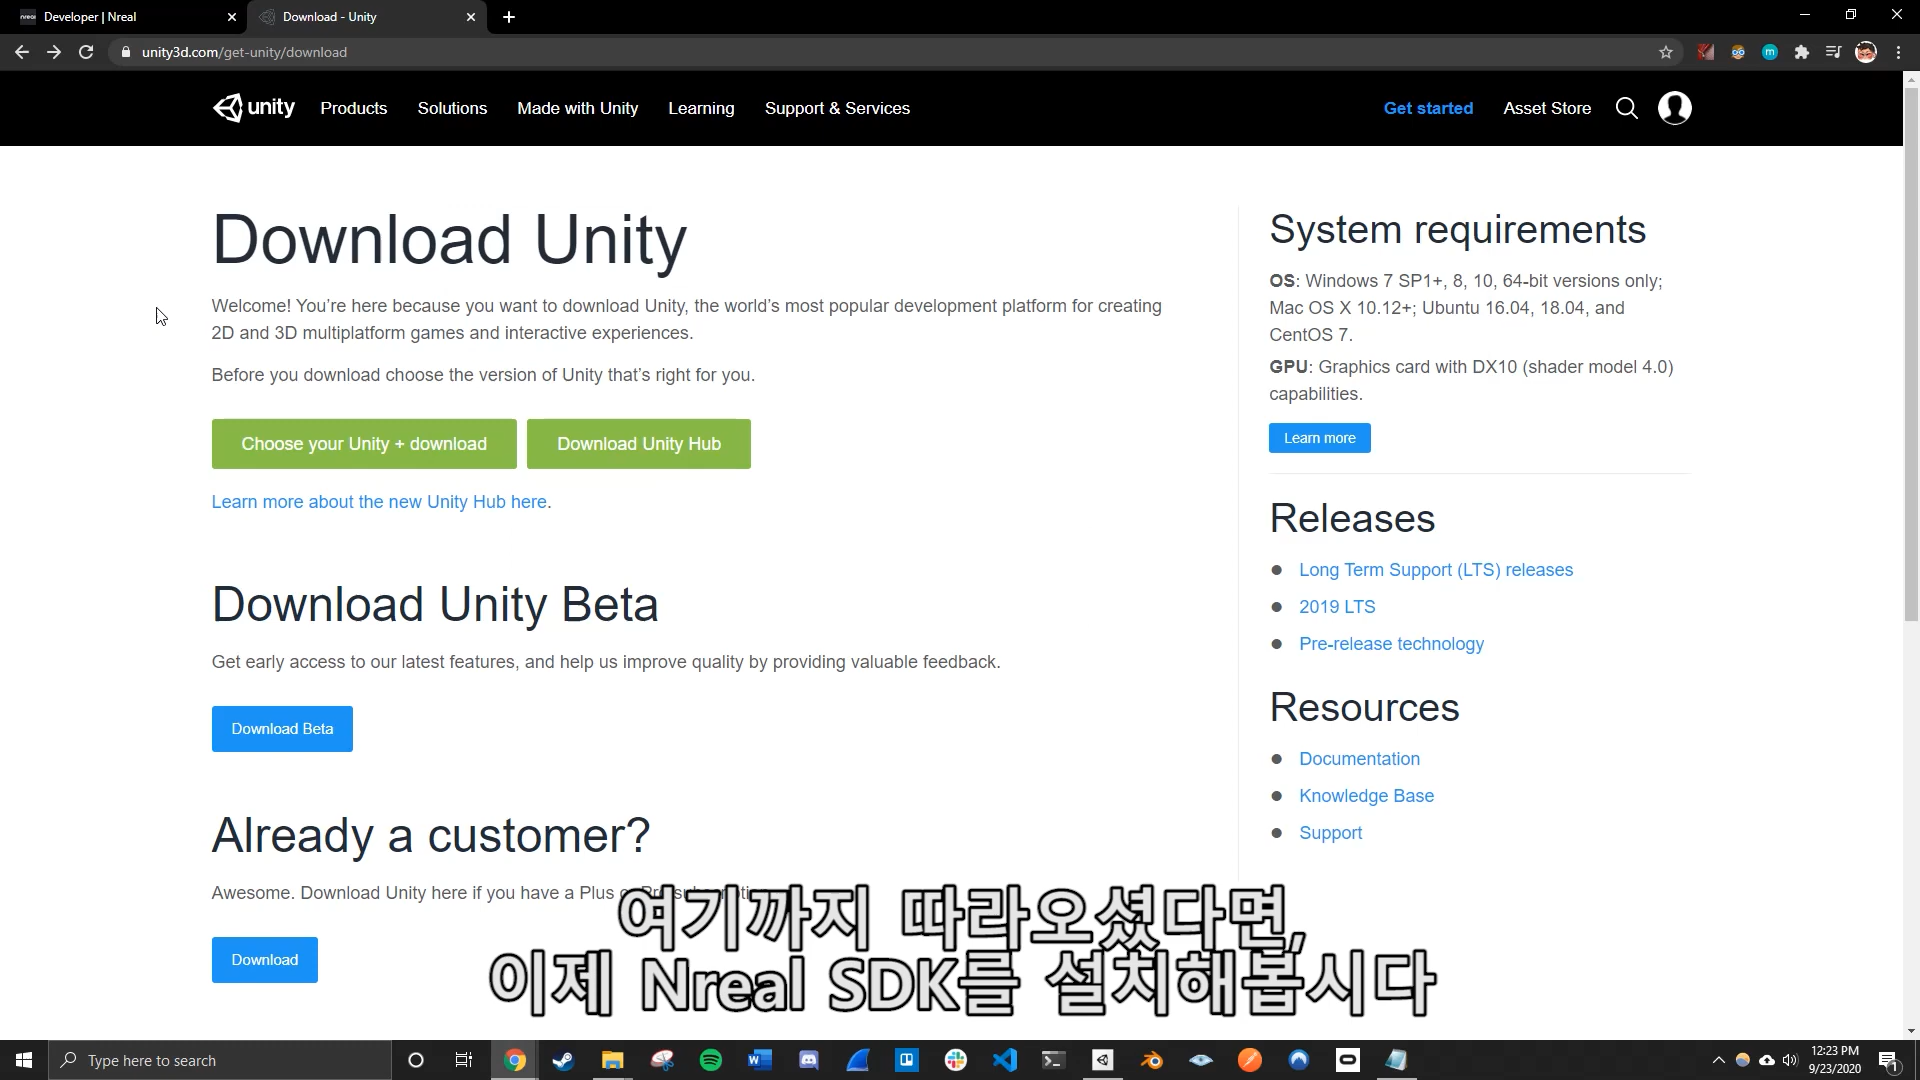 Developer | Nreal
Download - Unity
unity3d.com/get-unity/download
unity
Products
Solutions
Made with Unity
Learning
Support & Services
Get started
Asset Store
Download Unity
Welcome! You're here because you want to download Unity, the world's most popular development platform for creating
2D and 3D multiplatform games and interactive experiences.
Before you download choose the version of Unity that's right for you.
Choose your Unity + download
Download Unity Hub
Learn more about the new Unity Hub here.
Download Unity Beta
Get early access to our latest features, and help us improve quality by providing valuable feedback.
Download Beta
Already a customer?
Awesome. Download Unity here if you have a Plus
Download
System requirements
OS: Windows 7 SP1+, 8, 10, 64-bit versions only;
Mac OS X 10.12+; Ubuntu 16.04, 18.04, and
CentOS 7.
GPU: Graphics card with DX10 (shader model 4.0)
capabilities.
Learn more
Releases
Long Term Support (LTS) releases
2019 LTS
Pre-release technology
Resources
Documentation
Knowledge Base
Support
여기까지 따라오셨다면,
이제 Nreal SDK를 설치해봅시다
Type here to search
12:23 PM
9/23/2020